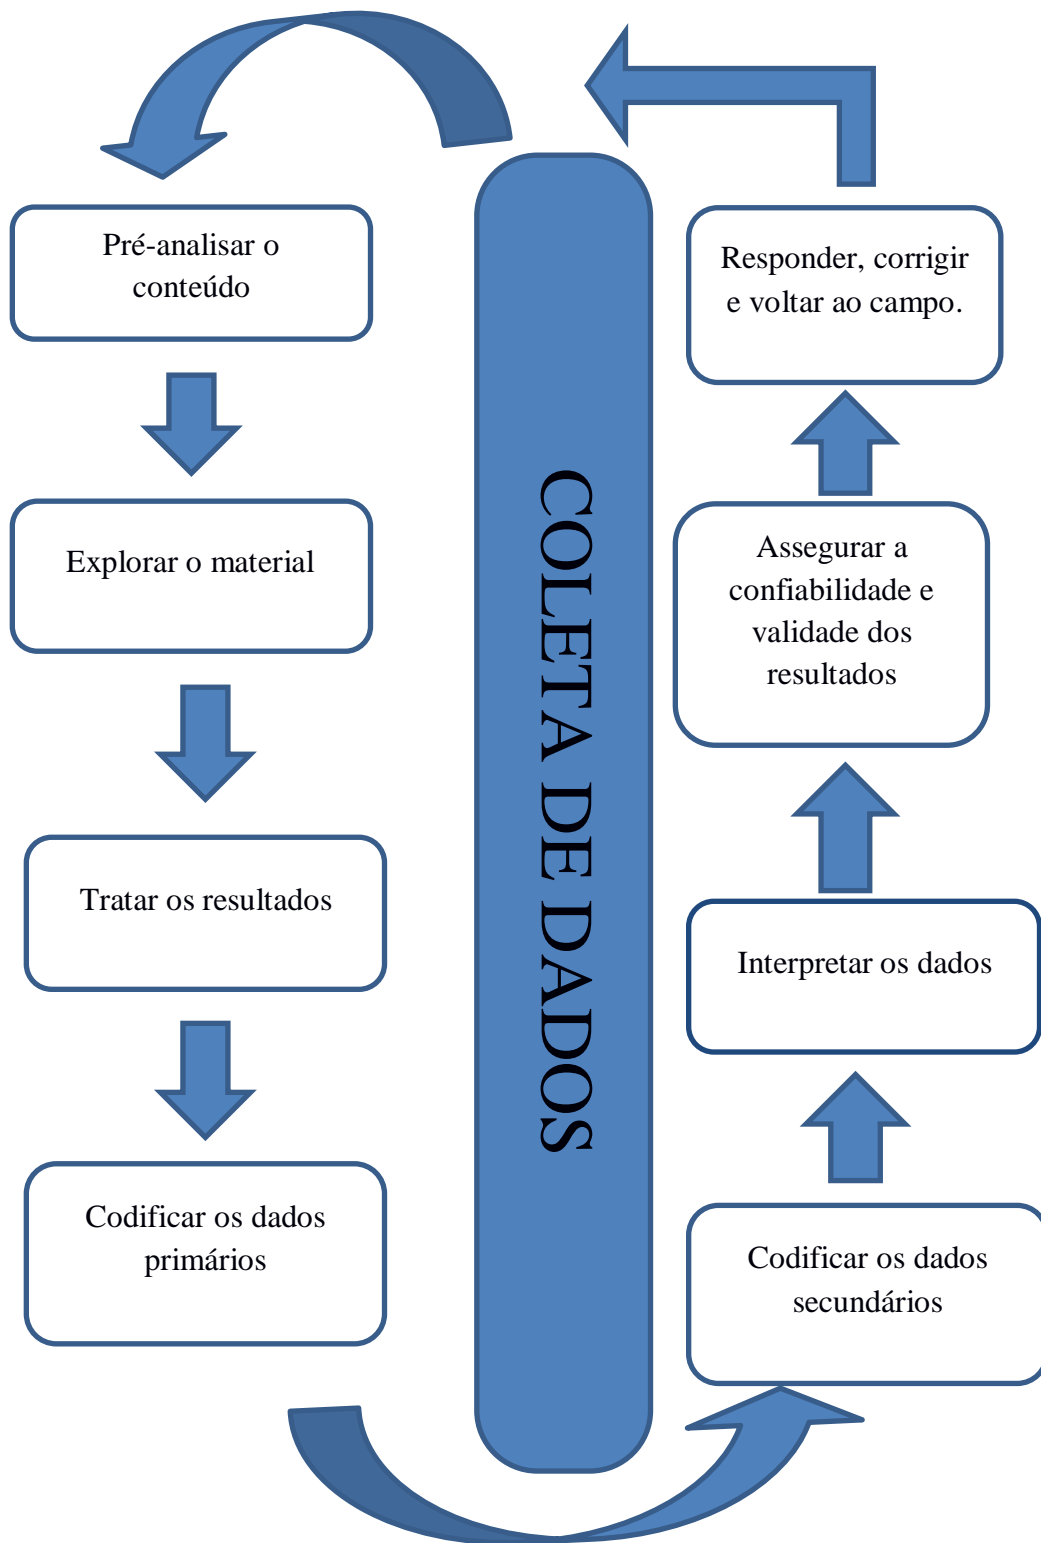 Pré-analisar o
conteúdo
Explorar o material
Tratar os resultados
Codificar os dados
primários
COLETA DE DADOS
Responder, corrigir
e voltar ao campo.
Assegurar a
confiabilidade e
validade dos
resultados
Interpretar os dados
Codificar os dados
secundários